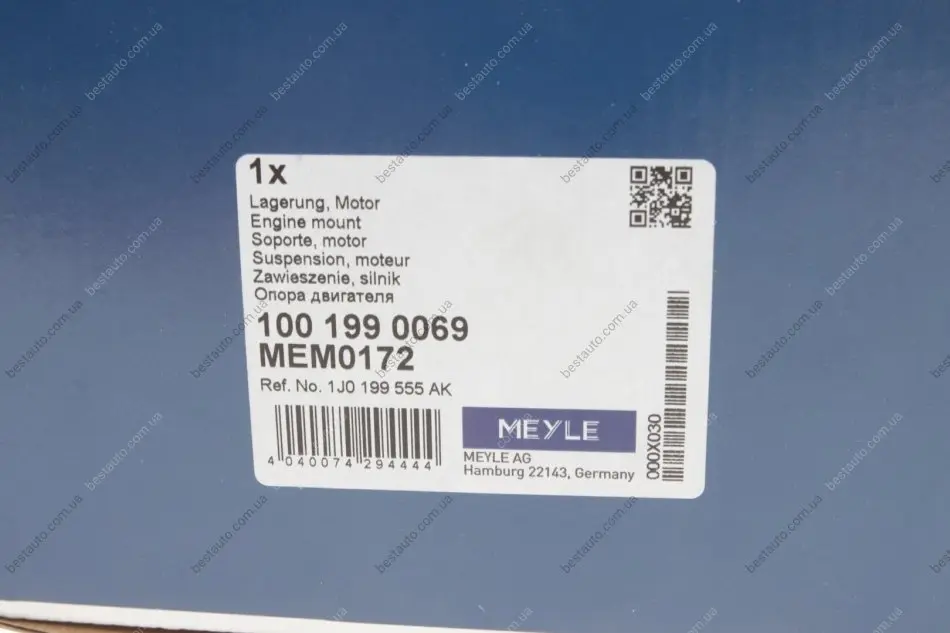 1x
Lagerung, Motor
Engine mount
Soporte, motor
Suspension, moteur
Zawieszenie, silnik
Опора двигателя
100 199 0069
MEM0172
Ref. No. 1J0 199 555 AK
4 040074 294444
MEYLE
MEYLE AG
Hamburg 22143, Germany
000X030
bestauto.com.ua